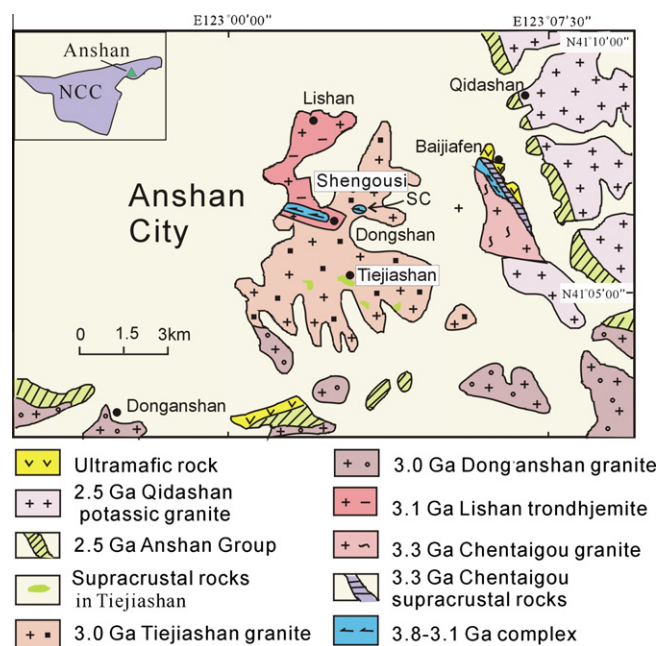 E123°00′00″
E123°07′30″
N41°10′00″
Anshan
NCC
Qidashan
Lishan
Baijiafen
Shengousi
SC
Anshan
City
Dongshan
Tiejiashan
N41°05′00″
0 1.5 3km
Donganshan
Ultramafic rock
2.5 Ga Qidashan
potassic granite
2.5 Ga Anshan Group
Supracrustal rocks
in Tiejiashan
3.0 Ga Tiejiashan granite
3.0 Ga Dong'anshan granite
3.1 Ga Lishan trondhjemite
3.3 Ga Chentaigou granite
3.3 Ga Chentaigou
supracrustal rocks
3.8-3.1 Ga complex